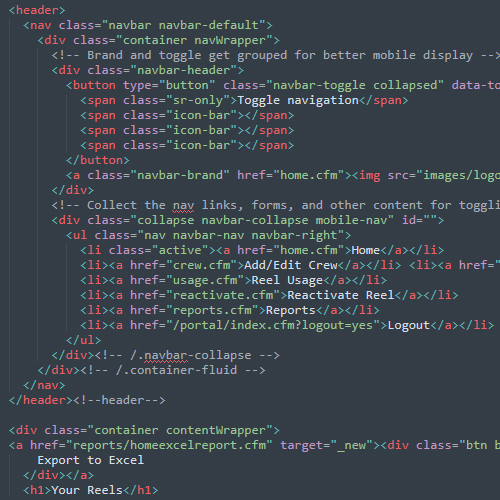 <header>
<nav class="navbar navbar-default">
<div class="container navWrapper">
<!-- Brand and toggle get grouped for better mobile display -->
<div class="navbar-header">
<button type="button" class="navbar-toggle collapsed" data-to
<span class="sr-only">Toggle navigation</span>
<span class="icon-bar"></span>
<span class="icon-bar"></span>
<span class="icon-bar"></span>
</button>
<a class="navbar-brand" href="home.cfm"><img src="images/logo
</div>
<!-- Collect the nav links, forms, and other content for toggli
<div class="collapse navbar-collapse mobile-nav" id="">
<ul class="nav navbar-nav navbar-right">
<li class="active"><a href="home.cfm">Home</a></li>
<li><a href="crew.cfm">Add/Edit Crew</a></li> <li><a href="
<li><a href="usage.cfm">Reel Usage</a></li>
<li><a href="reactivate.cfm">Reactivate Reel</a></li>
<li><a href="reports.cfm">Reports</a></li>
<li><a href="/portal/index.cfm?logout=yes">Logout</a></li>
</ul>
</div><!-- /.navbar-collapse -->
</div><!-- /.container-fluid -->
</nav>
</header><!--header-->
<div class="container contentWrapper">
<a href="reports/homeexcelreport.cfm" target="_new"><div class="btn b
Export to Excel
</div></a>
<h1>Your Reels</h1>